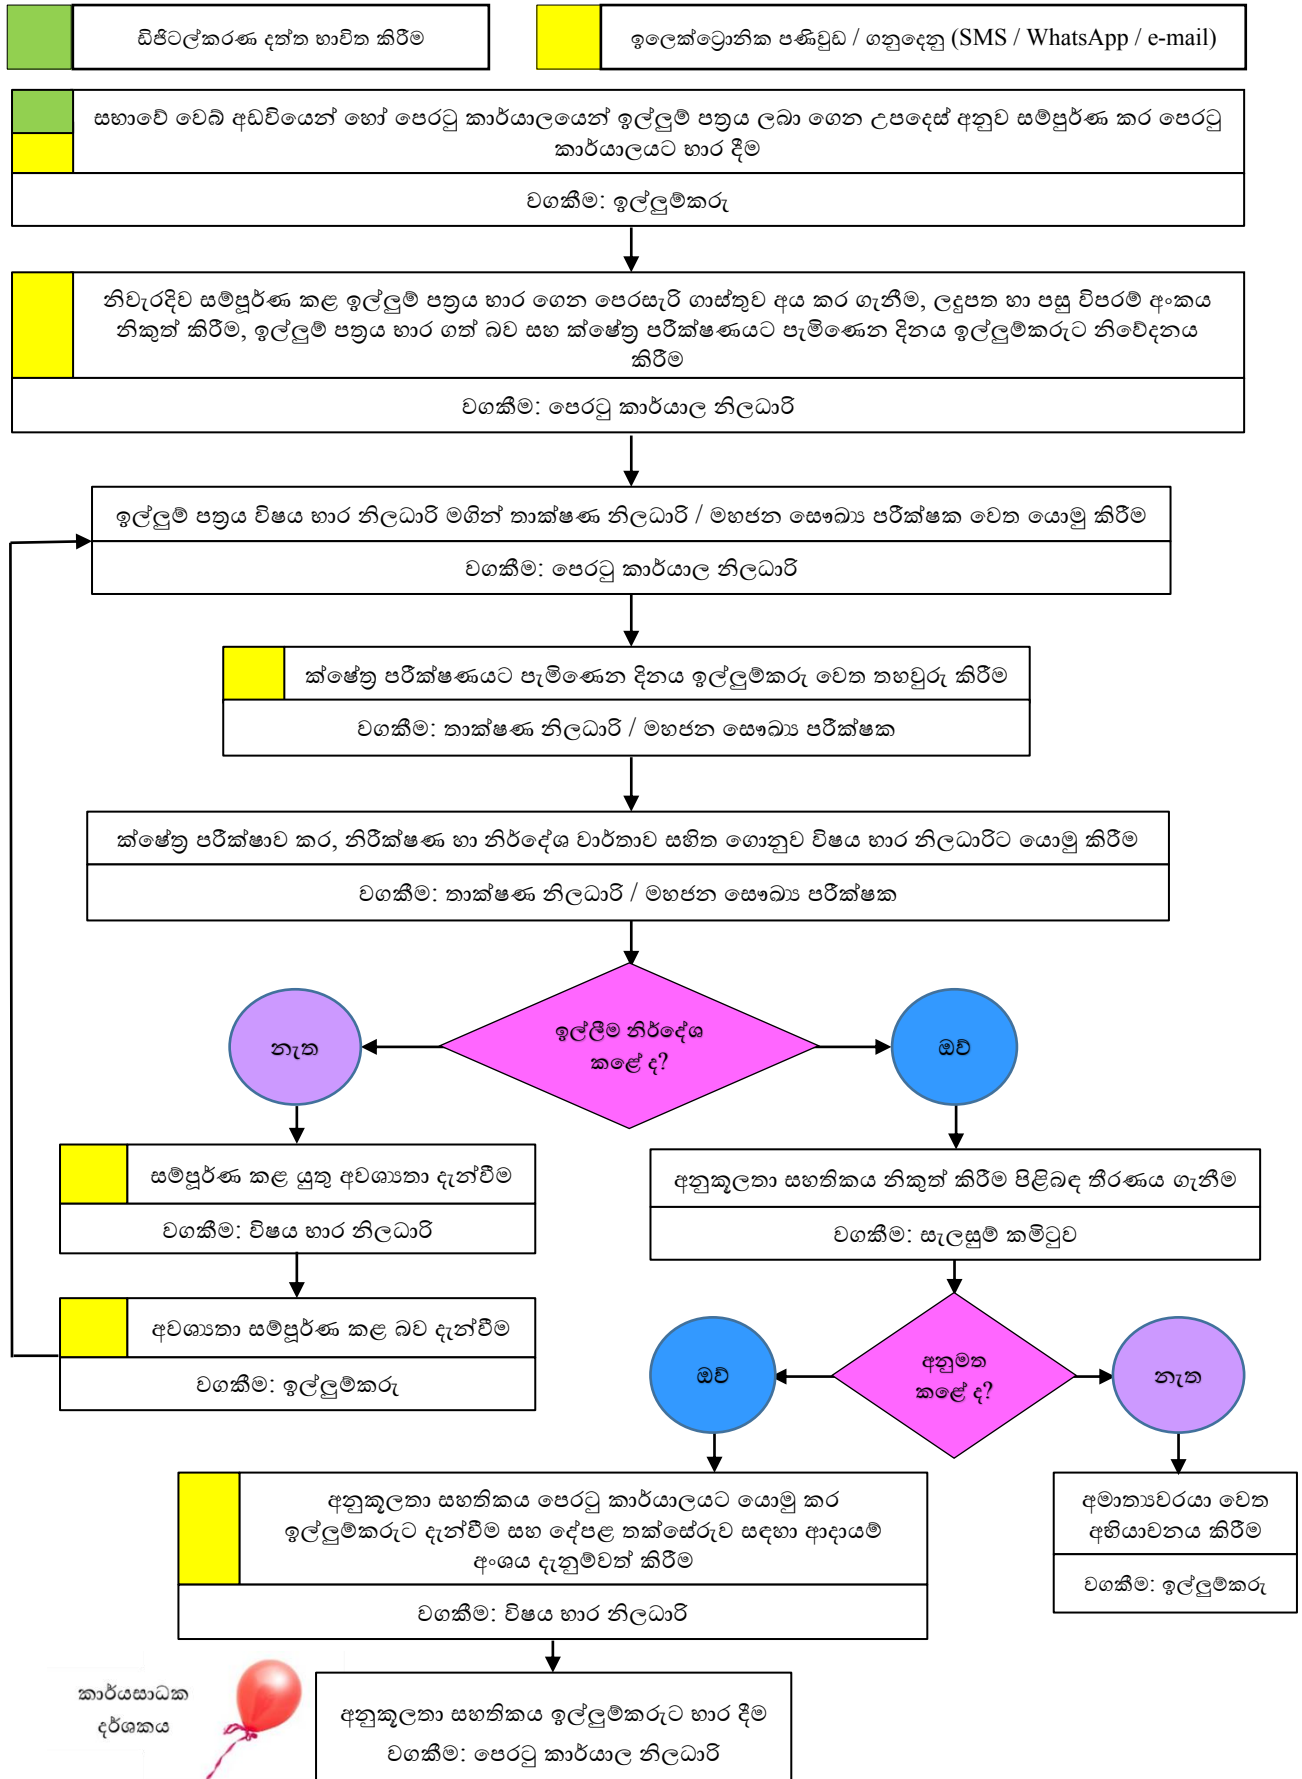 ඩිජිටල්කරණ දත්ත භාවිත කිරීම
ඉලෙක්ට්‍රොනික පණිවුඩ / ගනුදෙනු (SMS / WhatsApp / e-mail)
සභාවේ වෙබ් අඩවියෙන් හෝ පෙරටු කාර්යාලයෙන් ඉල්ලුම් පත්‍රය ලබා ගෙන උපදෙස් අනුව සම්පුර්ණ කර පෙරටු
කාර්යාලයට භාර දීම
වගකීම: ඉල්ලුම්කරු
නිවැරදිව සම්පූර්ණ කළ ඉල්ලුම් පත්‍රය භාර ගෙන පෙරසැරි ගාස්තුව අය කර ගැනීම, ලදුපත හා පසු විපරම් අංකය
නිකුත් කිරීම, ඉල්ලුම් පත්‍රය භාර ගත් බව සහ ක්ෂේත්‍ර පරීක්ෂණයට පැමිණෙන දිනය ඉල්ලුම්කරුට නිවේදනය
කිරීම
වගකීම: පෙරටු කාර්යාල නිලධාරි
ඉල්ලුම් පත්‍රය විෂය භාර නිලධාරි මගින් තාක්ෂණ නිලධාරි / මහජන සෞඛ්‍ය පරීක්ෂක වෙත යොමු කිරීම
වගකීම: පෙරටු කාර්යාල නිලධාරි
ක්ෂේත්‍ර පරීක්ෂණයට පැමිණෙන දිනය ඉල්ලුම්කරු වෙත තහවුරු කිරීම
වගකීම: තාක්ෂණ නිලධාරි / මහජන සෞඛ්‍ය පරීක්ෂක
ක්ෂේත්‍ර පරීක්ෂාව කර, නිරීක්ෂණ හා නිර්දේශ වාර්තාව සහිත ගොනුව විෂය භාර නිලධාරිට යොමු කිරීම
වගකීම: තාක්ෂණ නිලධාරි / මහජන සෞඛ්‍ය පරීක්ෂක
ඉල්ලීම නිර්දේශ
කළේ ද?
නැත
ඔව්
සම්පූර්ණ කළ යුතු අවශ්‍යතා දැන්වීම
වගකීම: විෂය භාර නිලධාරි
අනුකූලතා සහතිකය නිකුත් කිරීම පිළිබඳ තීරණය ගැනීම
වගකීම: සැලසුම් කමිටුව
අවශ්‍යතා සම්පූර්ණ කළ බව දැන්වීම
වගකීම: ඉල්ලුම්කරු
අනුමත
කළේ ද?
ඔව්
නැත
අනුකූලතා සහතිකය පෙරටු කාර්යාලයට යොමු කර
ඉල්ලුම්කරුට දැන්වීම සහ දේපළ තක්සේරුව සඳහා ආදායම්
අංශය දැනුම්වත් කිරීම
වගකීම: විෂය භාර නිලධාරි
අමාත්‍යවරයා වෙත
අභියාචනය කිරීම
වගකීම: ඉල්ලුම්කරු
කාර්යසාධක
දර්ශකය
අනුකූලතා සහතිකය ඉල්ලුම්කරුට භාර දීම
වගකීම: පෙරටු කාර්යාල නිලධාරි